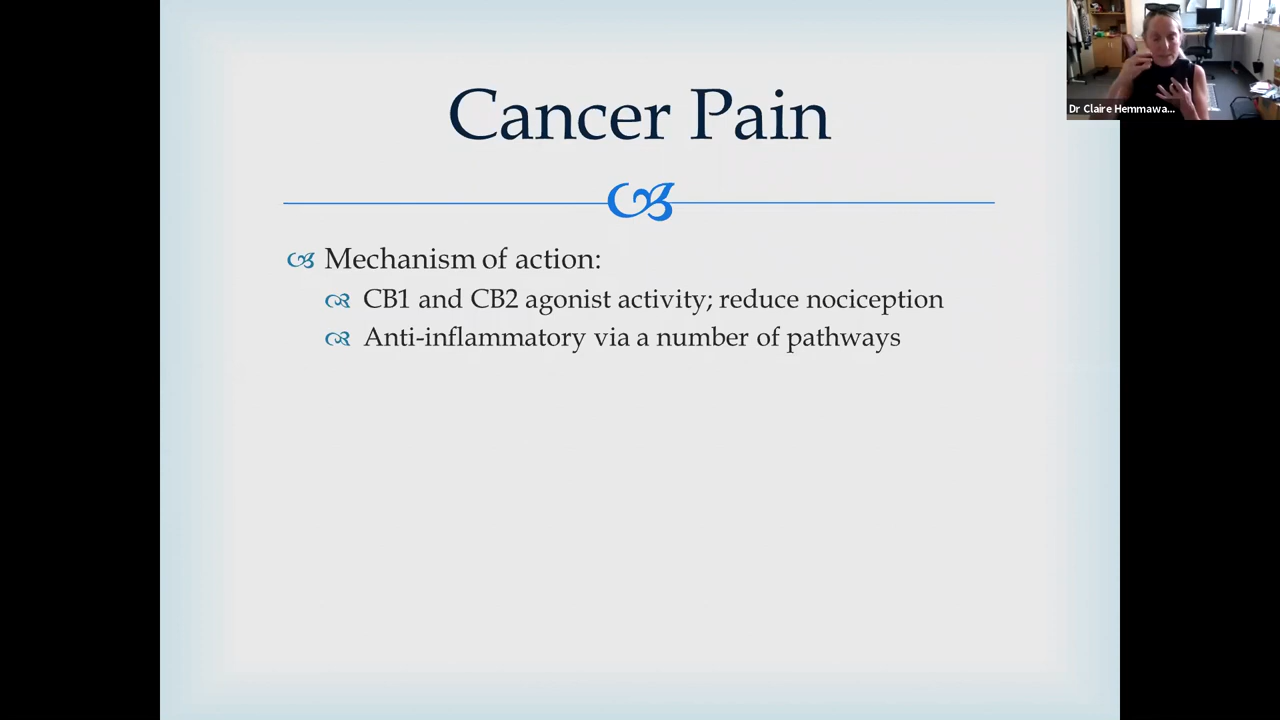 Cancer Pain
Mechanism of action:
CB1 and CB2 agonist activity; reduce nociception
Anti-inflammatory via a number of pathways
Dr Claire Hemmawa...